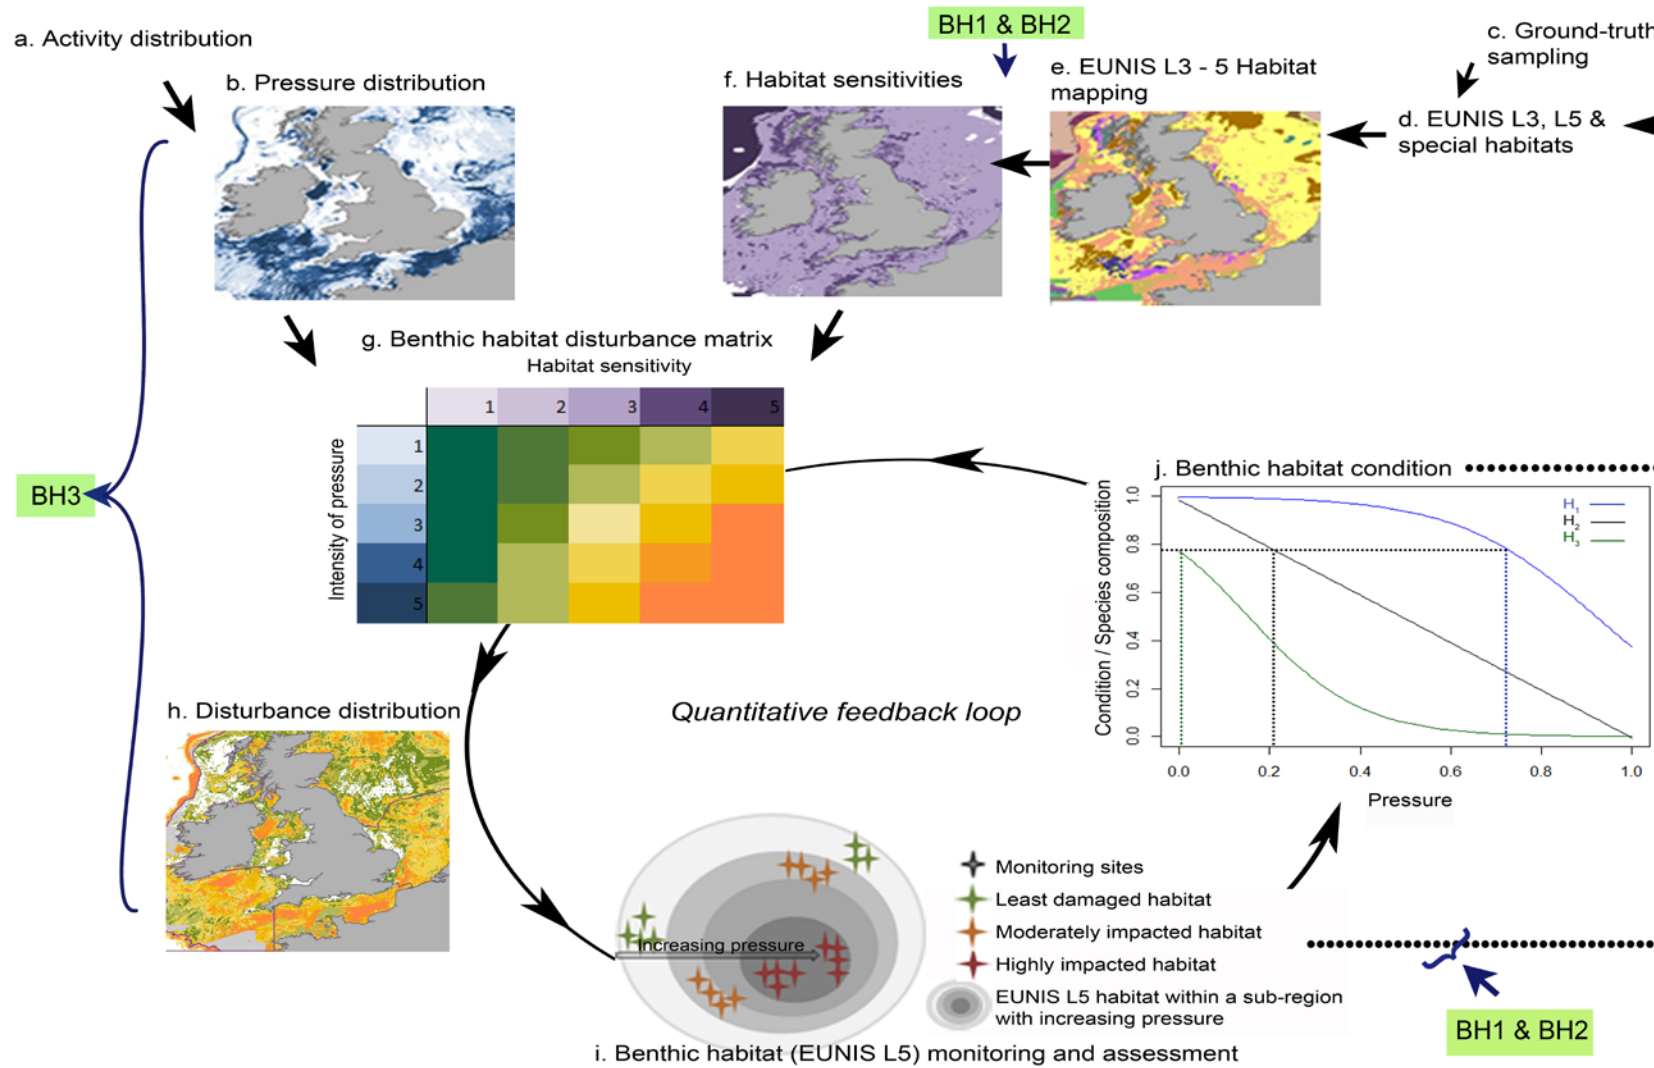 a. Activity distribution
BH1 & BH2
c. Ground-truth
sampling
b. Pressure distribution
f. Habitat sensitivities
e. EUNIS L3 - 5 Habitat
mapping
d. EUNIS L3, L5 &
special habitats
g. Benthic habitat disturbance matrix
Habitat sensitivity
1 2 3 4 5
Intensity of pressure
1
2
3
4
5
BH3
j. Benthic habitat condition
Condition / Species composition
1.0
0.8
0.6
0.4
0.2
0.0
H₁
H₂
H₃
0.0 0.2 0.4 0.6 0.8 1.0
Pressure
h. Disturbance distribution
Quantitative feedback loop
Increasing pressure
Monitoring sites
Least damaged habitat
Moderately impacted habitat
Highly impacted habitat
EUNIS L5 habitat within a sub-region
with increasing pressure
BH1 & BH2
i. Benthic habitat (EUNIS L5) monitoring and assessment